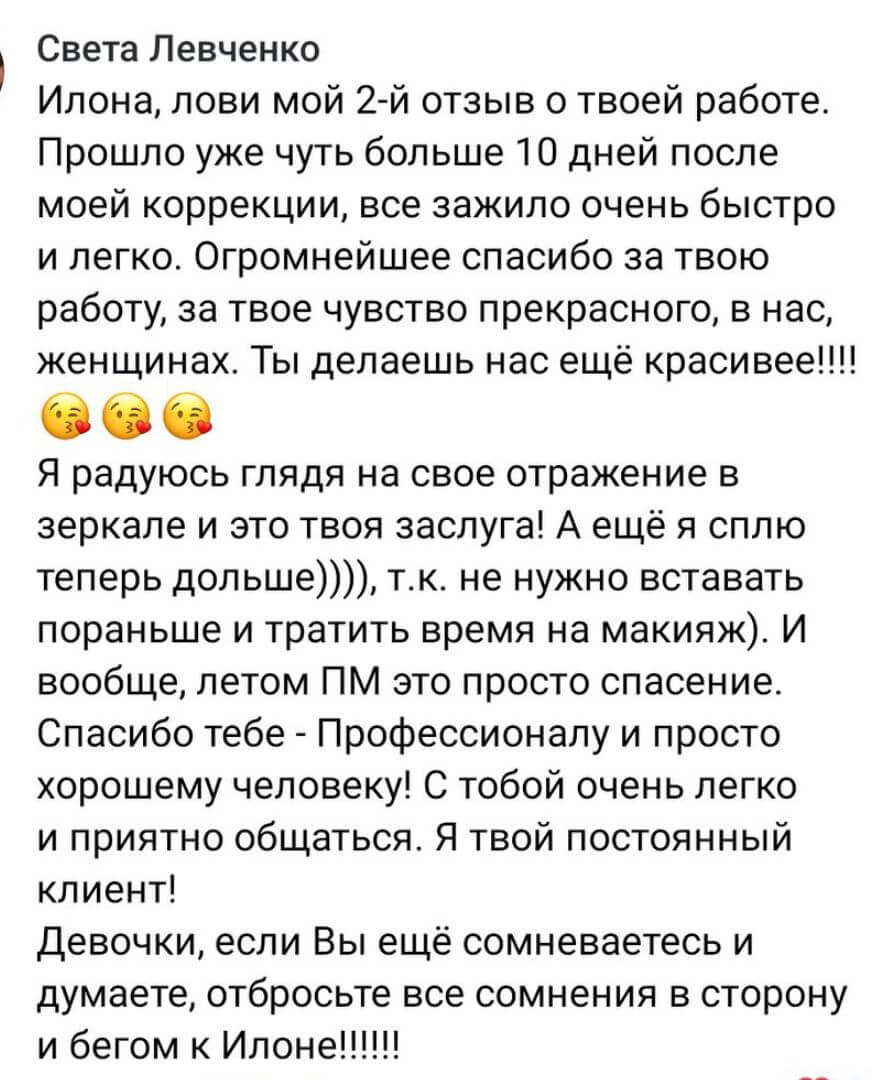 Света Левченко
Илона, лови мой 2-й отзыв о твоей работе.
Прошло уже чуть больше 10 дней после
моей коррекции, все зажило очень быстро
и легко. Огромнейшее спасибо за твою
работу, за твое чувство прекрасного, в нас,
женщинах. Ты делаешь нас ещё красивее!!!!
😘 😘 😘
Я радуюсь глядя на свое отражение в
зеркале и это твоя заслуга! А ещё я сплю
теперь дольше)))), т.к. не нужно вставать
пораньше и тратить время на макияж). И
вообще, летом ПМ это просто спасение.
Спасибо тебе - Профессионалу и просто
хорошему человеку! С тобой очень легко
и приятно общаться. Я твой постоянный
клиент!
Девочки, если Вы ещё сомневаетесь и
думаете, отбросьте все сомнения в сторону
и бегом к Илоне!!!!!!